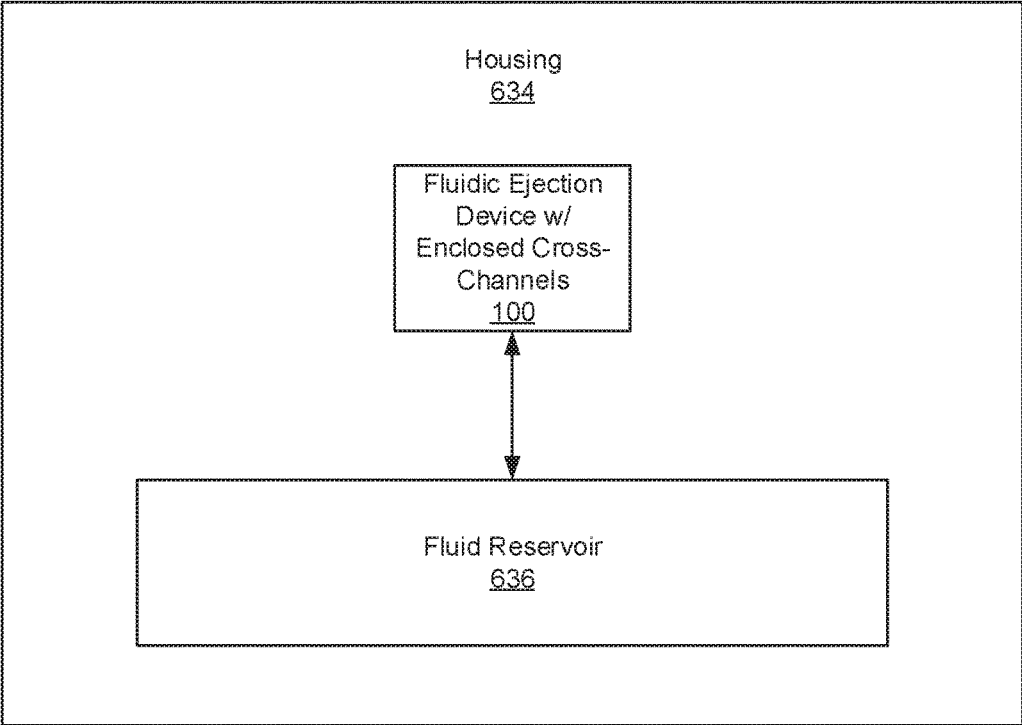 Housing
634
Fluidic Ejection
Device w/
Enclosed Cross-
Channels
100
Fluid Reservoir
636